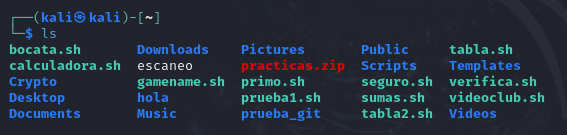 ┌──(kali㉿kali)-[~]
└─$ ls
bocata.sh Downloads Pictures Public tabla.sh
calculadora.sh escaneo practicas.zip Scripts Templates
Crypto gamename.sh primo.sh seguro.sh verifica.sh
Desktop hola prueba1.sh sumas.sh videoclub.sh
Documents Music prueba_git tabla2.sh Videos